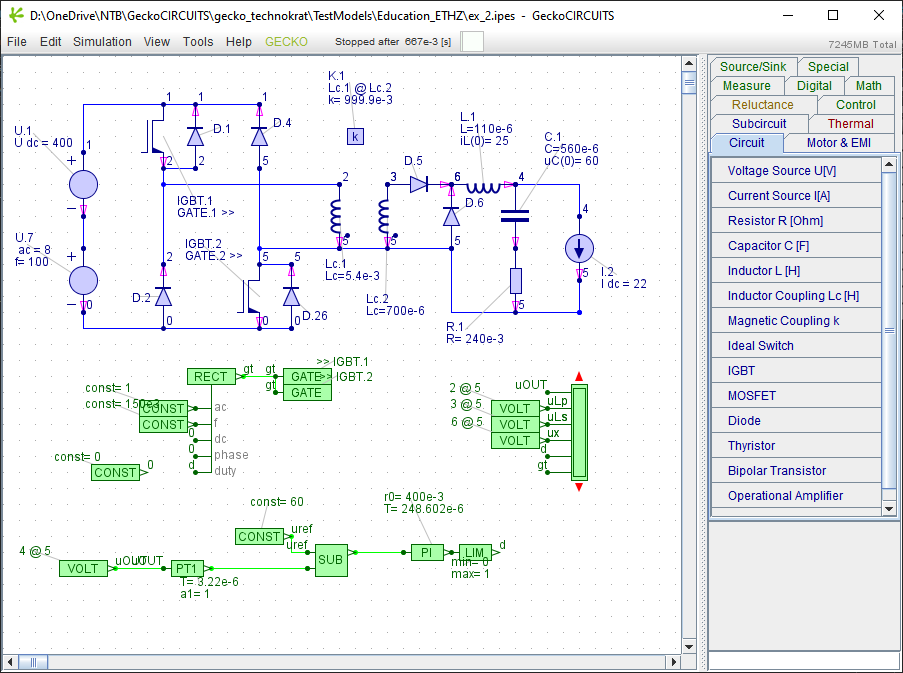 D:\OneDrive\NTB\GeckoCIRCUITS\gecko_technokrat\TestModels\Education_ETHZ\ex_2.ipes - GeckoCIRCUITS
File Edit Simulation View Tools Help GECKO Stopped after 667e-3 [s]
7245MB Total
Source/Sink Special
Measure Digital Math
Reluctance Control
Subcircuit Thermal
Circuit Motor & EMI
Voltage Source U[V]
Current Source I[A]
Resistor R [Ohm]
Capacitor C [F]
Inductor L [H]
Inductor Coupling Lc [H]
Magnetic Coupling k
Ideal Switch
IGBT
MOSFET
Diode
Thyristor
Bipolar Transistor
Operational Amplifier
K.1
Lc.1 @ Lc.2
k= 999.9e-3
k
1 1 1
U.1
U dc = 400
1
D.1
D.4
2 2 5
L.1
L=110e-6
iL(0)= 25
C.1
C=560e-6
uC(0)= 60
D.5
2 3 6 4
D.6
4
IGBT.1
GATE.1 >>
U.7
ac = 8
f= 100
0
IGBT.2
GATE.2 >>
2 5 5
5 5 5
Lc.1
Lc=5.4e-3
Lc.2
Lc=700e-6
D.2
D.26
0 0 0
I.2
I dc = 22
5
5
R.1
R= 240e-3
RECT gt gt GATE >> IGBT.1
gt GATE >> IGBT.2
const= 1
const= 150e3
CONST ac
CONST f
0 dc
0 phase
d duty
const= 0
CONST 0
uOUT
2 @ 5 VOLT uLp
3 @ 5 VOLT uLs
6 @ 5 VOLT ux
d
gt
const= 60
CONST uref
uref
SUB
r0= 400e-3
T= 248.602e-6
PI LIM d
min= 0
max= 1
4 @ 5
VOLT uOUT uOUT PT1
T= 3.22e-6
a1= 1